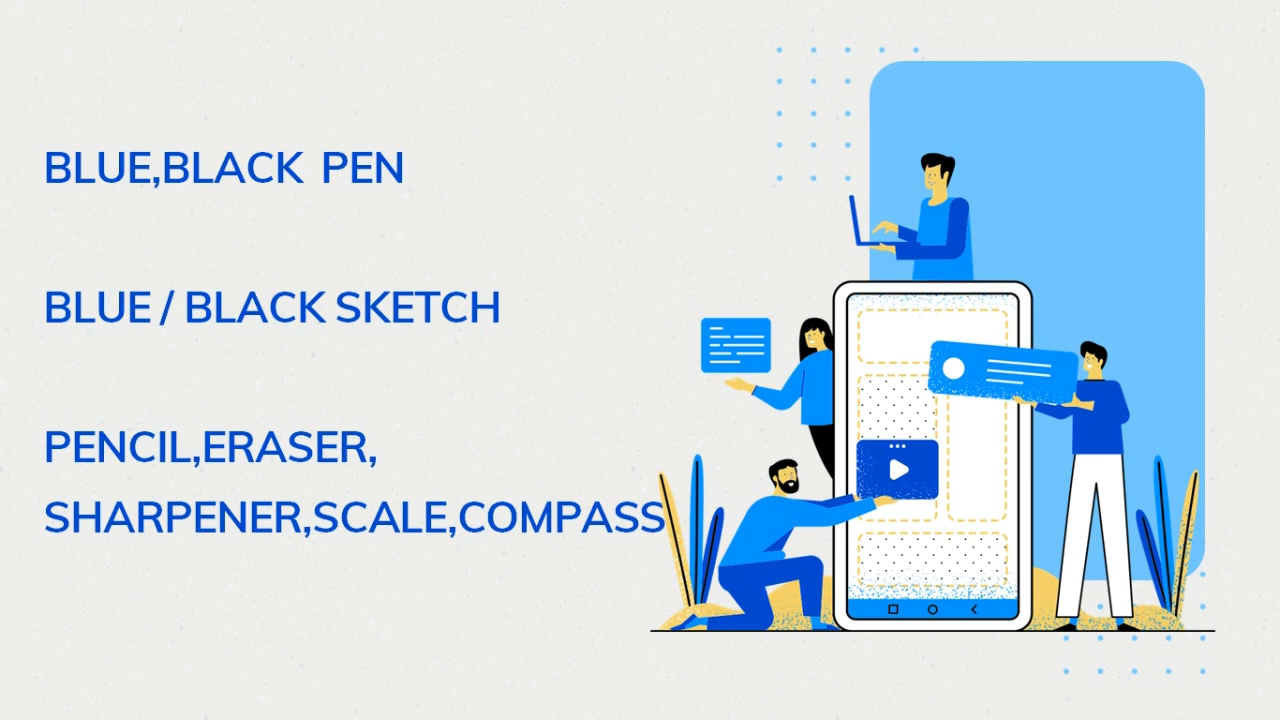 BLUE,BLACK  PEN
BLUE / BLACK SKETCH
PENCIL,ERASER,
SHARPENER,SCALE,COMPASS